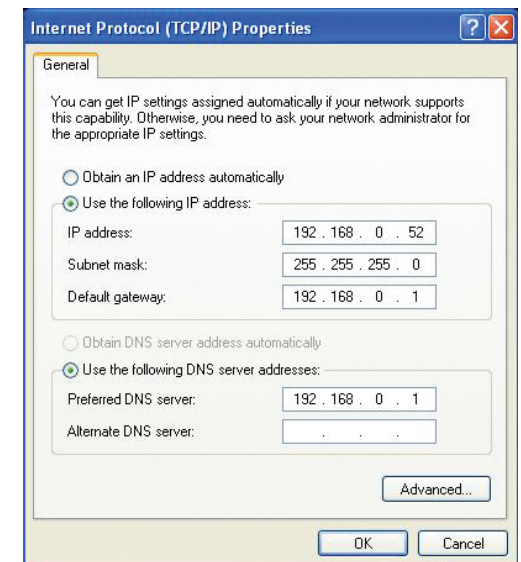 Internet Protocol (TCP/IP) Properties
General
You can get IP settings assigned automatically if your network supports
this capability. Otherwise, you need to ask your network administrator for
the appropriate IP settings.
Obtain an IP address automatically
Use the following IP address:
IP address: 192 . 168 . 0 . 52
Subnet mask: 255 . 255 . 255 . 0
Default gateway: 192 . 168 . 0 . 1
Obtain DNS server address automatically
Use the following DNS server addresses:
Preferred DNS server: 192 . 168 . 0 . 1
Alternate DNS server: . . .
Advanced...
OK Cancel